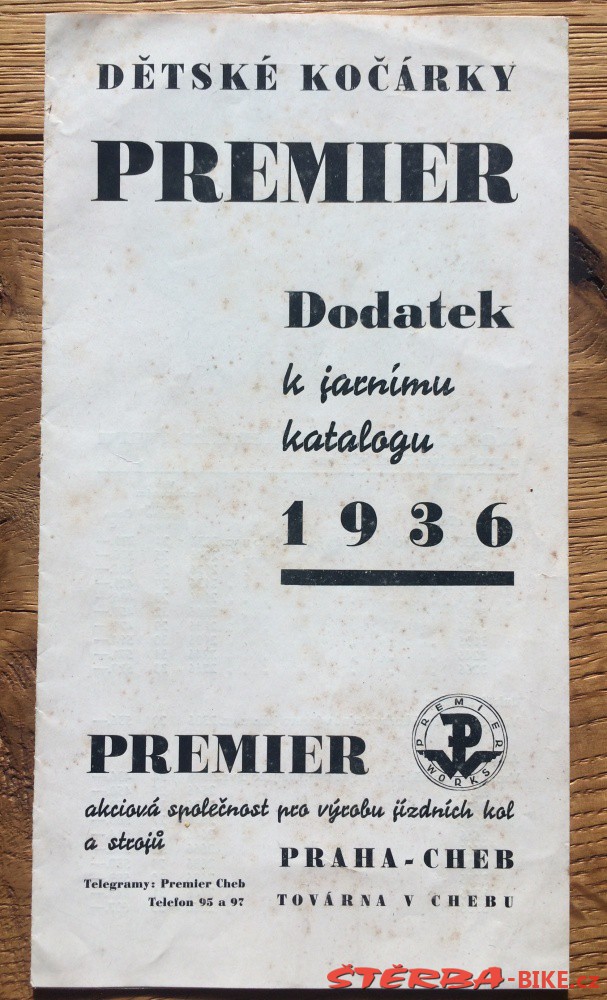 DĚTSKÉ KOČÁRKY
PREMIER
Dodatek
k jarnímu
katalogu
1936
PREMIER
PREMIER
P
WORKS
akciová společnost pro výrobu jízdních kol
a strojů
PRAHA-CHEB
Telegramy: Premier Cheb
Telefon 95 a 97
TOVÁRNA V CHEBU
ŠTĚRBA-BIKE.cz